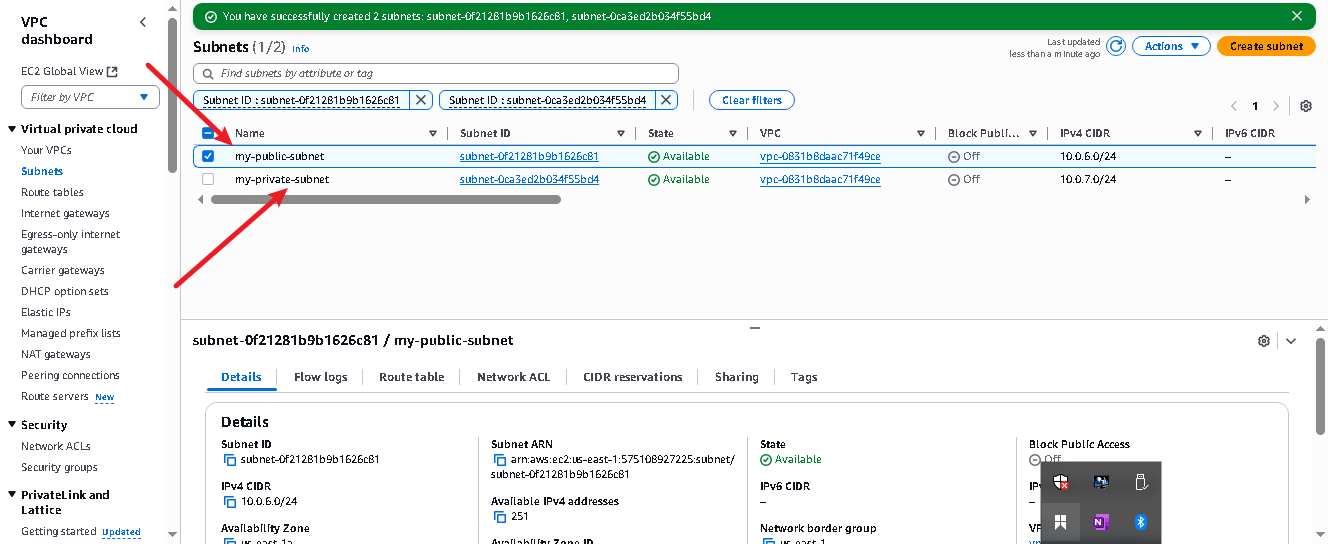 VPC
dashboard
EC2 Global View
Filter by VPC
Virtual private cloud
Your VPCs
Subnets
Route tables
Internet gateways
Egress-only internet
gateways
Carrier gateways
DHCP option sets
Elastic IPs
Managed prefix lists
NAT gateways
Peering connections
Route servers New
Security
Network ACLs
Security groups
PrivateLink and
Lattice
Getting started Updated
You have successfully created 2 subnets: subnet-0f21281b9b1626c81, subnet-0ca3ed2b034f55bd4
Subnets (1/2) Info
Last updated
less than a minute ago
Actions
Create subnet
Find subnets by attribute or tag
Subnet ID : subnet-0f21281b9b1626c81
Subnet ID : subnet-0ca3ed2b034f55bd4
Clear filters
1
Name Subnet ID State VPC Block Publi... IPv4 CIDR IPv6 CIDR
my-public-subnet subnet-0f21281b9b1626c81 Available vpc-0831b8daac71f49ce Off 10.0.6.0/24 –
my-private-subnet subnet-0ca3ed2b034f55bd4 Available vpc-0831b8daac71f49ce Off 10.0.7.0/24 –
subnet-0f21281b9b1626c81 / my-public-subnet
Details Flow logs Route table Network ACL CIDR reservations Sharing Tags
Details
Subnet ID
subnet-0f21281b9b1626c81
IPv4 CIDR
10.0.6.0/24
Availability Zone
us-east-1a
Subnet ARN
arn:aws:ec2:us-east-1:575108927225:subnet/
subnet-0f21281b9b1626c81
Available IPv4 addresses
251
Availability Zone ID
State
Available
IPv6 CIDR
–
Network border group
us-east-1
Block Public Access
Off